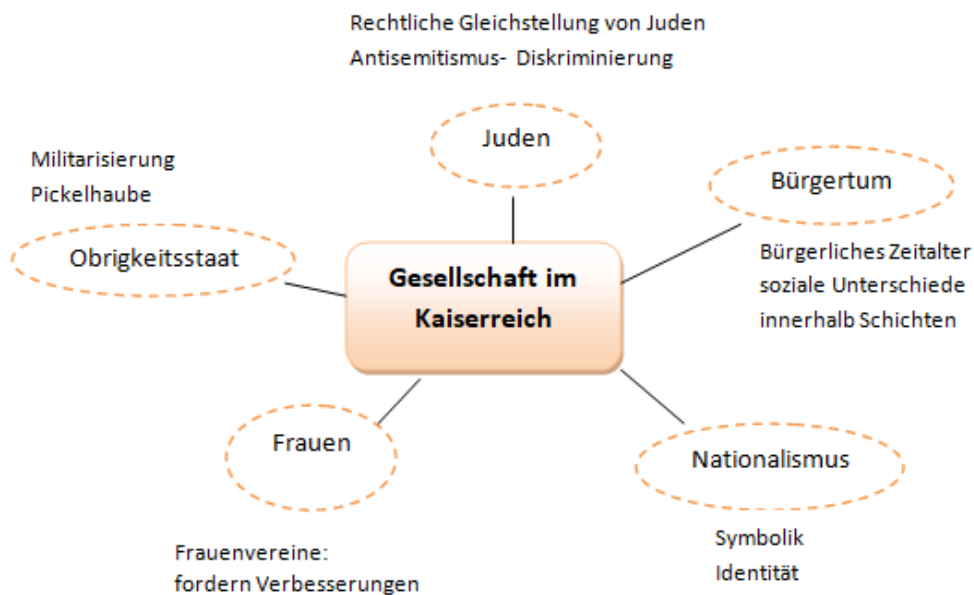 Rechtliche Gleichstellung von Juden
Antisemitismus- Diskriminierung
Juden
Militarisierung
Pickelhaube
Obrigkeitsstaat
Bürgertum
Bürgerliches Zeitalter
soziale Unterschiede
innerhalb Schichten
Gesellschaft im
Kaiserreich
Frauen
Frauenvereine:
fordern Verbesserungen
Nationalismus
Symbolik
Identität